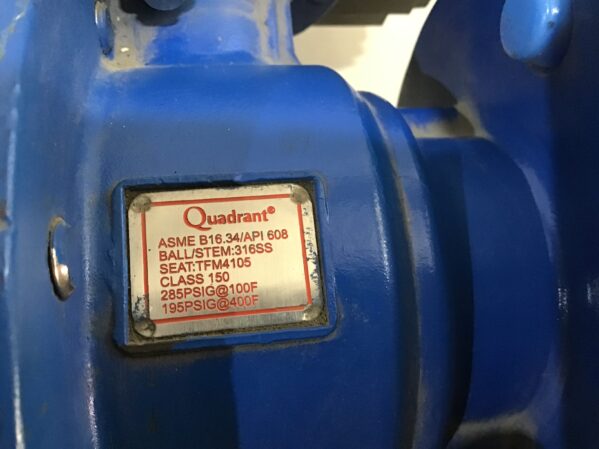 Quadrant®
ASME B16.34/API 608
BALL/STEM:316SS
SEAT:TFM4105
CLASS 150
285PSIG@100F
195PSIG@400F